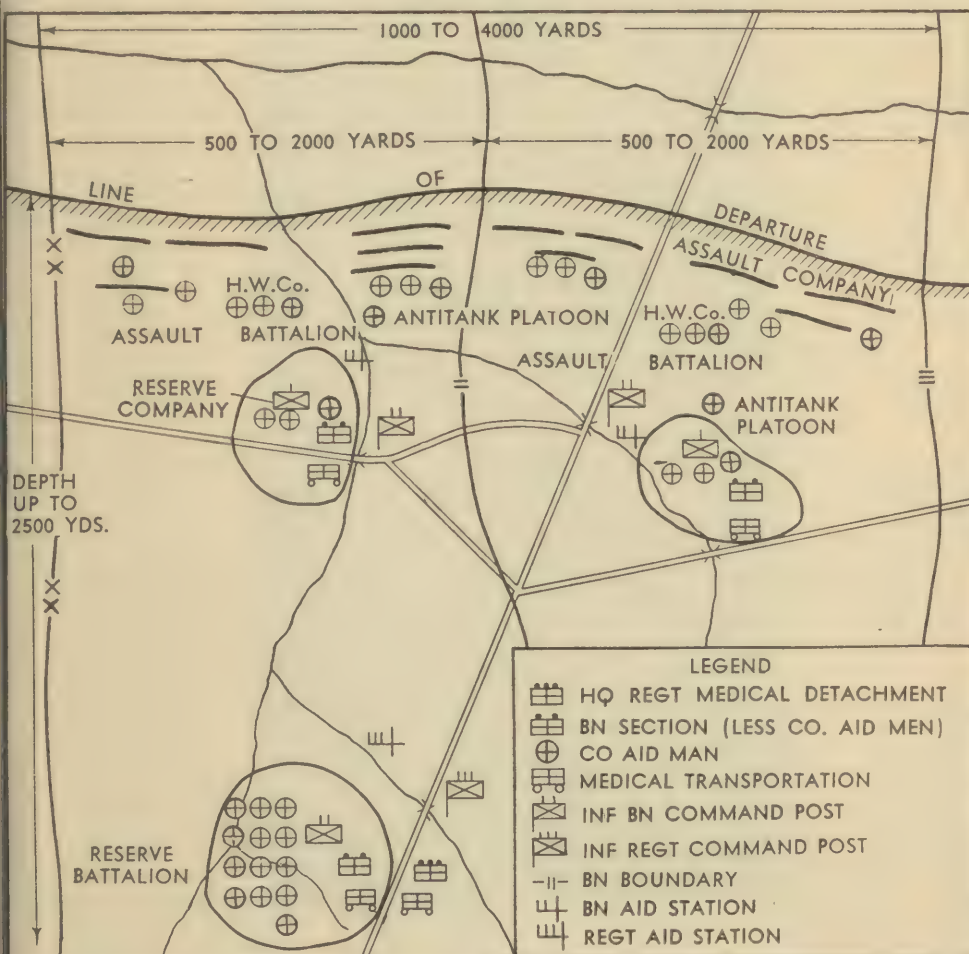 1000 TO 4000 YARDS
500 TO 2000 YARDS
500 TO 2000 YARDS
LINE OF DEPARTURE
ASSAULT COMPANY
H.W.Co.
ASSAULT BATTALION
ANTITANK PLATOON
H.W.Co.
ASSAULT BATTALION
RESERVE
COMPANY
ANTITANK
PLATOON
DEPTH
UP TO
2500 YDS.
RESERVE
BATTALION
LEGEND
HQ REGT MEDICAL DETACHMENT
BN SECTION (LESS CO. AID MEN)
CO AID MAN
MEDICAL TRANSPORTATION
INF BN COMMAND POST
INF REGT COMMAND POST
BN BOUNDARY
BN AID STATION
REGT AID STATION